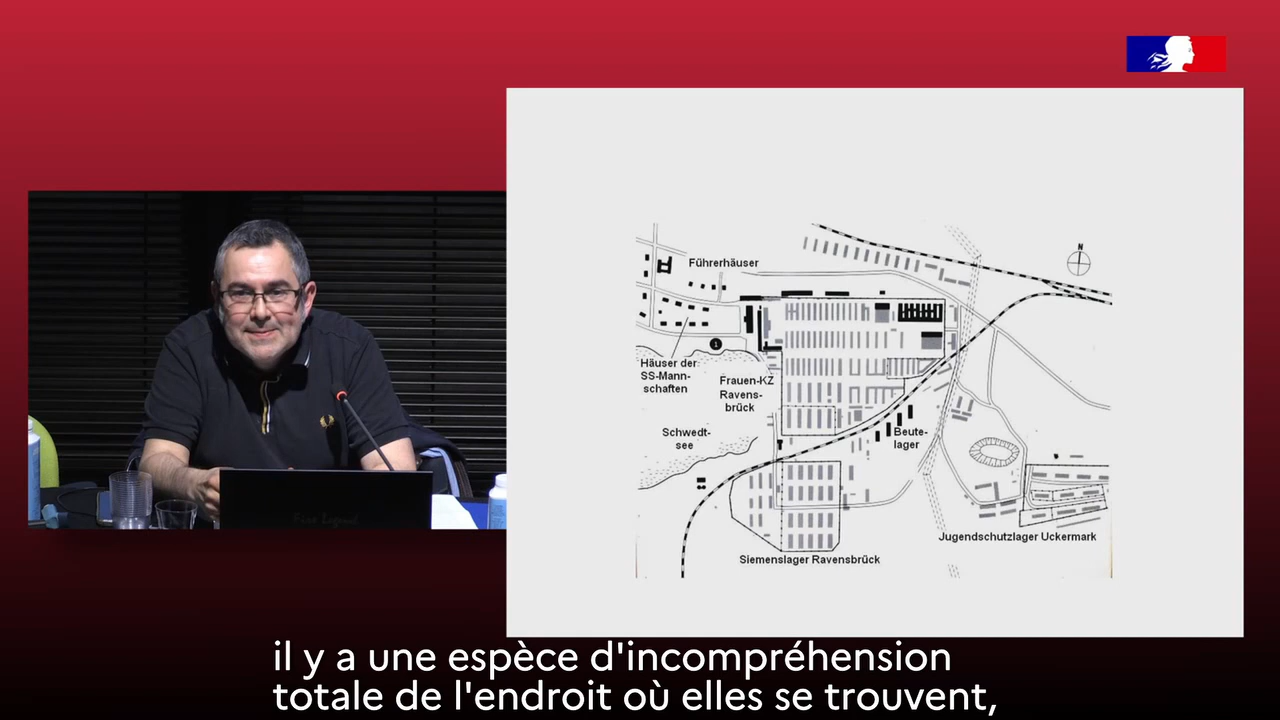 N
Führerhäuser
1
Häuser der
SS-Mann-
schaften
Frauen-KZ
Ravens-
brück
Schwedt-
see
Beute-
lager
Jugendschutzlager Uckermark
Siemenslager Ravensbrück
il y a une espèce d'incompréhension
totale de l'endroit où elles se trouvent,